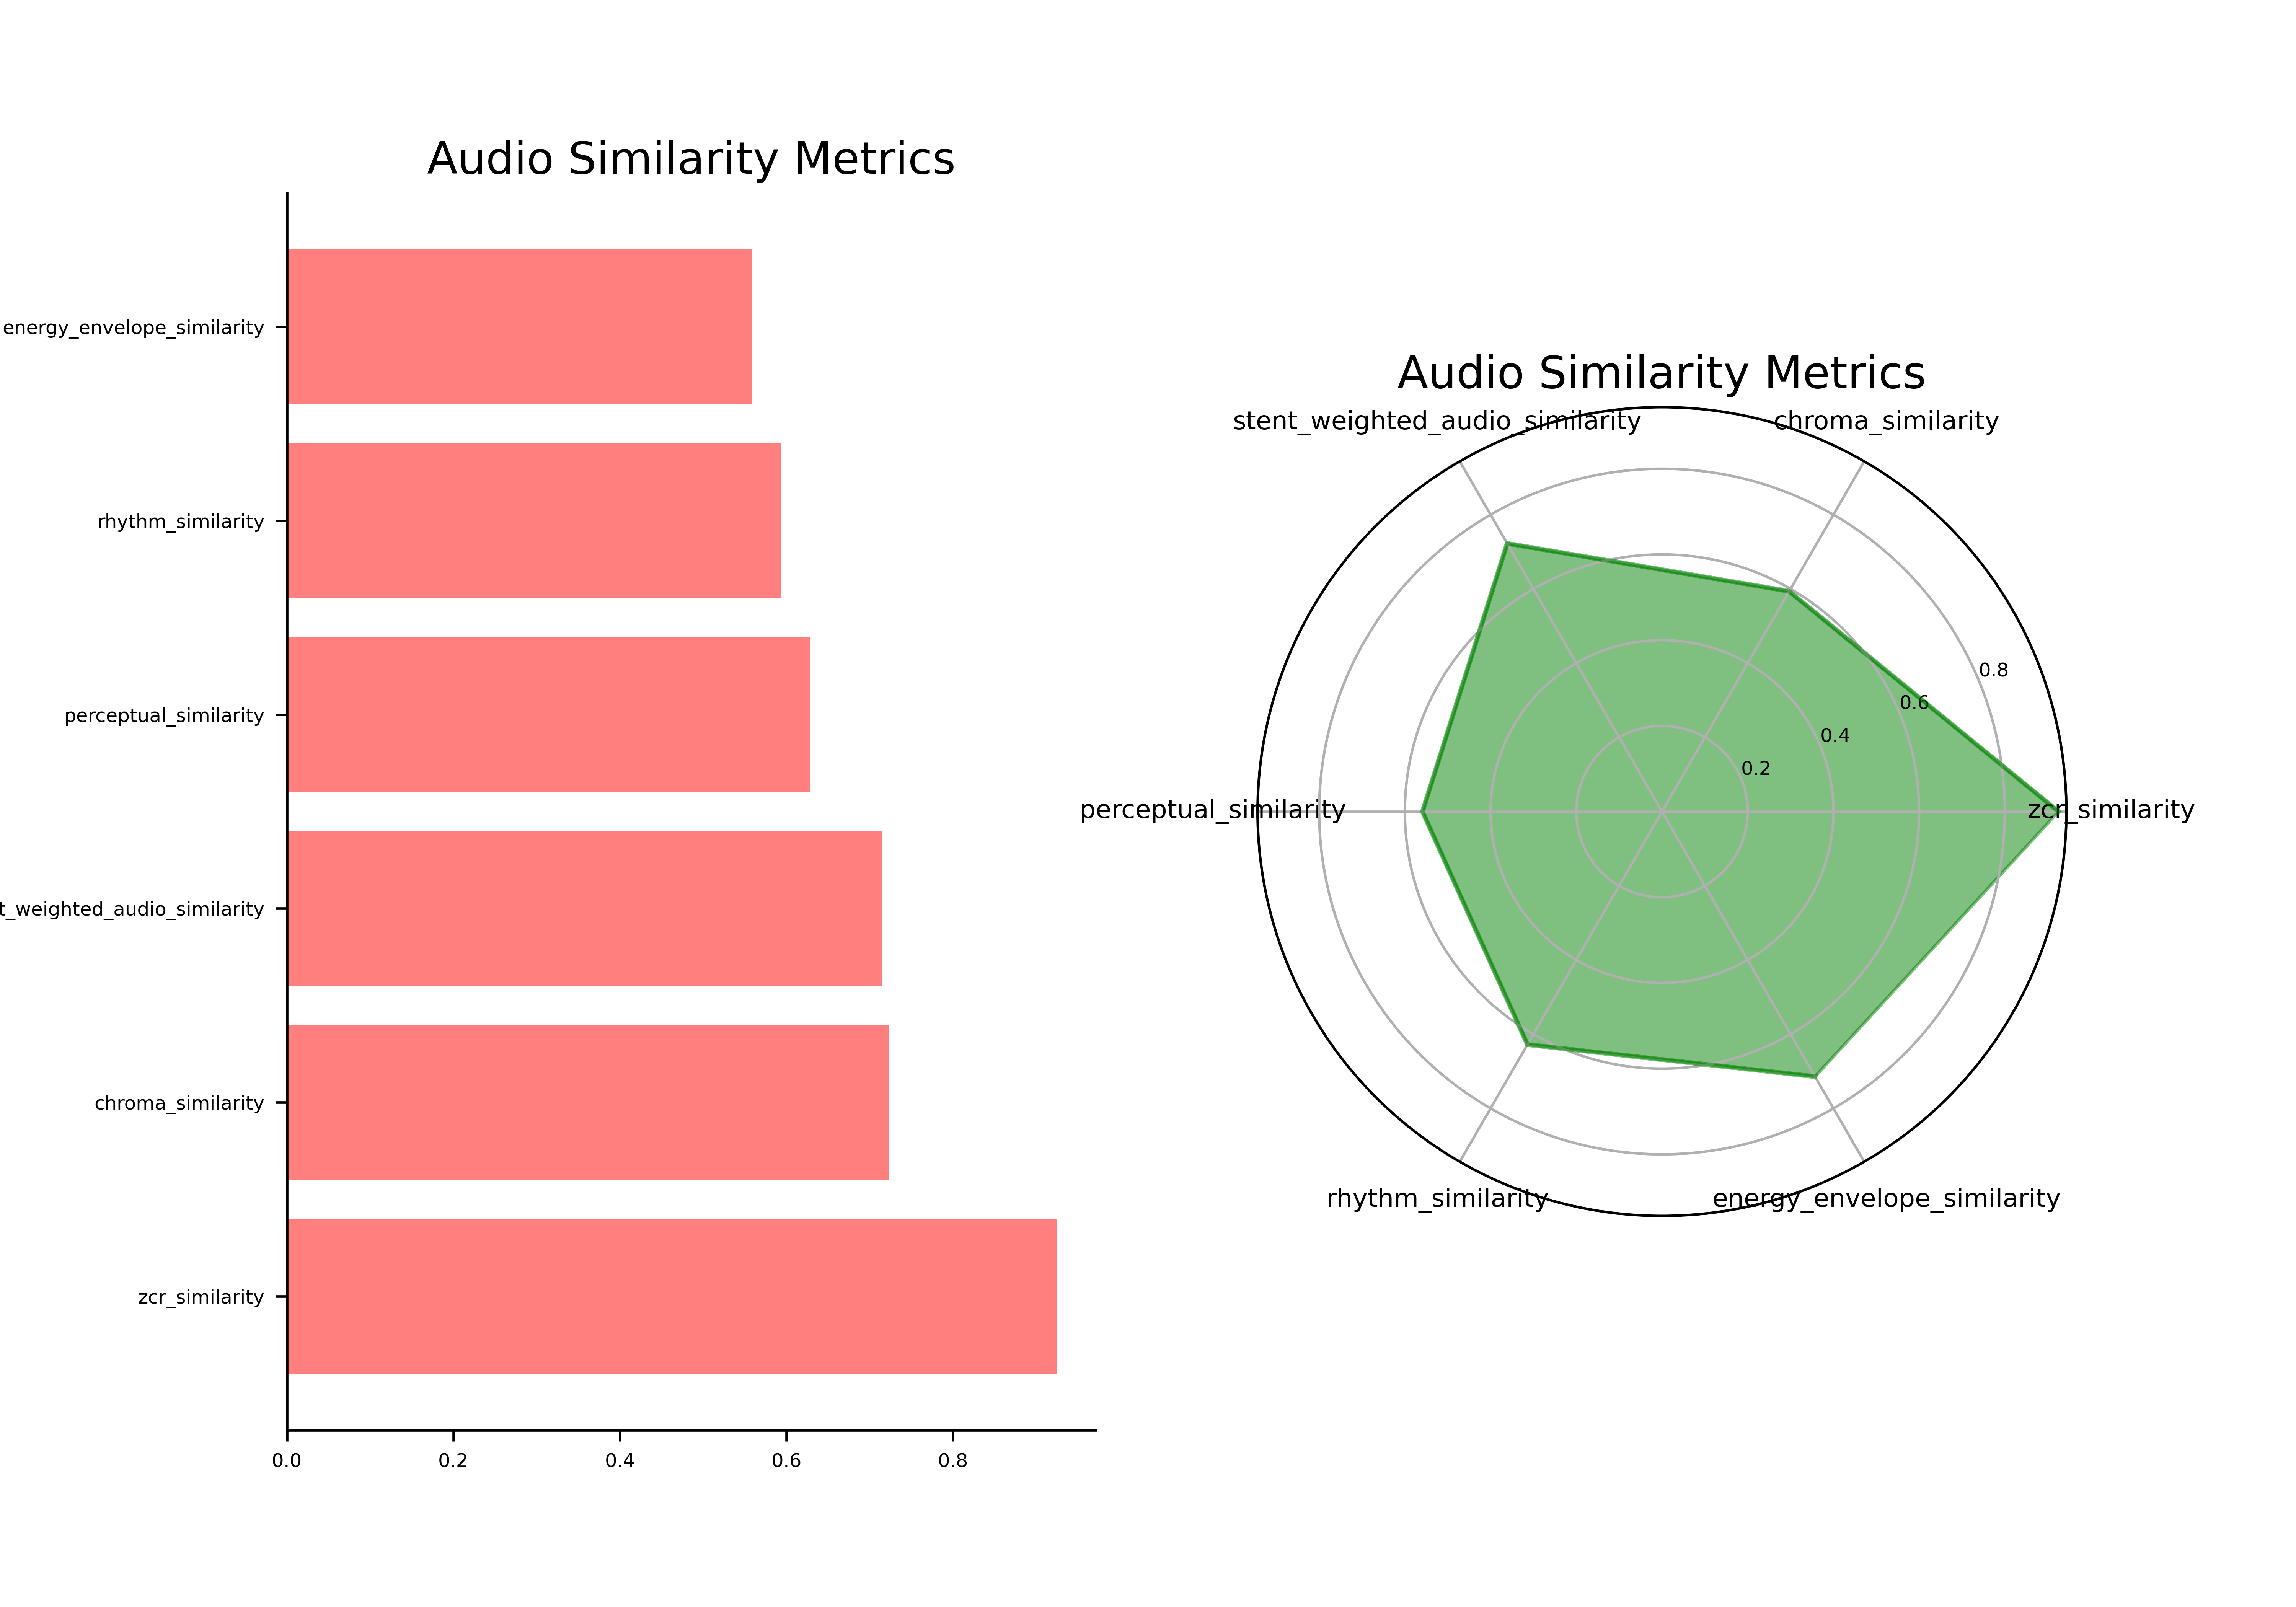 Audio Similarity Metrics
energy_envelope_similarity
rhythm_similarity
perceptual_similarity
t_weighted_audio_similarity
chroma_similarity
zcr_similarity
0.0 0.2 0.4 0.6 0.8
Audio Similarity Metrics
stent_weighted_audio_similarity chroma_similarity
0.8
0.6
0.4
0.2
perceptual_similarity zcr_similarity
rhythm_similarity energy_envelope_similarity